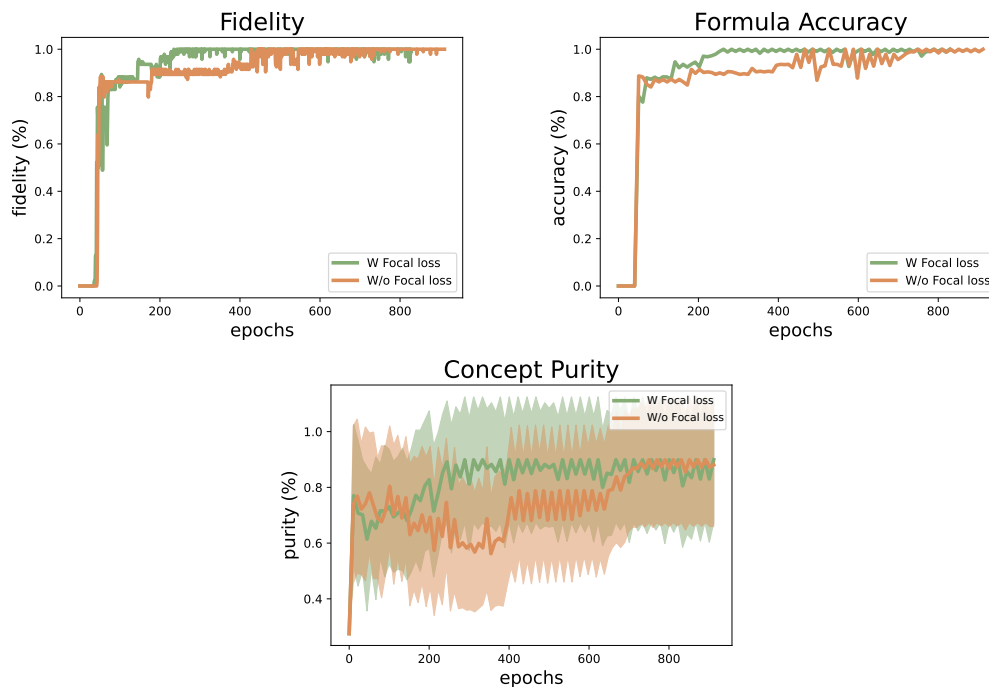 Fidelity
1.0
0.8
0.6
0.4
0.2
0.0
fidelity (%)
W Focal loss
W/o Focal loss
0 200 400 600 800
epochs
Formula Accuracy
1.0
0.8
0.6
0.4
0.2
0.0
accuracy (%)
W Focal loss
W/o Focal loss
0 200 400 600 800
epochs
Concept Purity
1.0
0.8
0.6
0.4
purity (%)
W Focal loss
W/o Focal loss
0 200 400 600 800
epochs